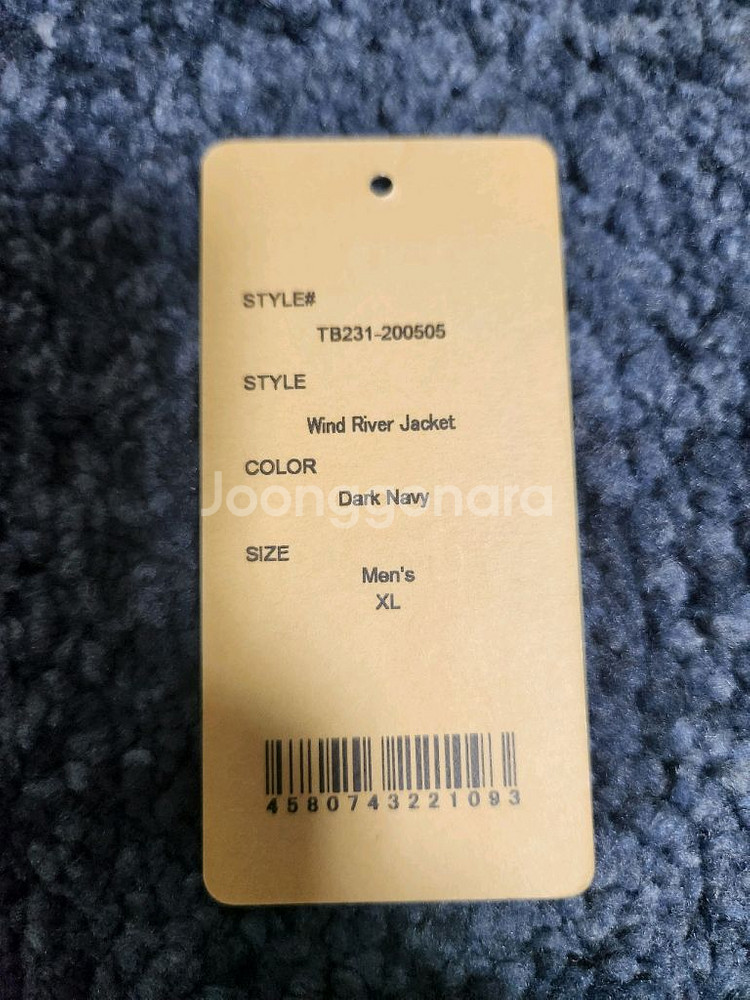 STYLE#
TB231-200505
STYLE
Wind River Jacket
COLOR
Dark Navy
Joonggonara
SIZE
Men's
XL
4580743221093